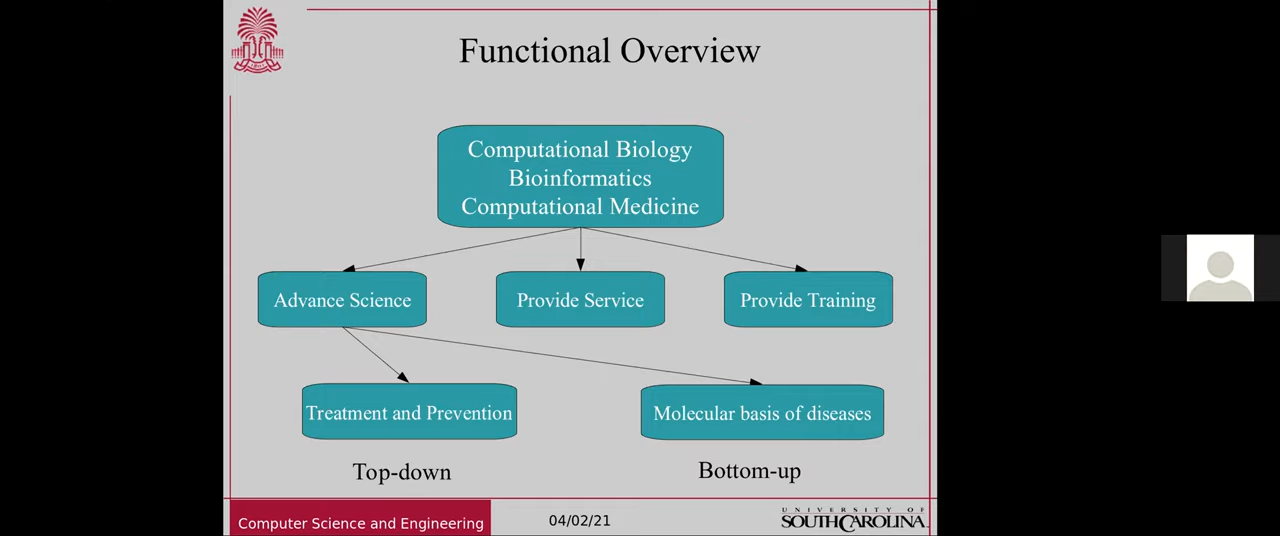 Functional Overview
Computational Biology
Bioinformatics
Computational Medicine
Advance Science
Provide Service
Provide Training
Treatment and Prevention
Molecular basis of diseases
Top-down
Bottom-up
Computer Science and Engineering
04/02/21
UNIVERSITY OF
SOUTH CAROLINA